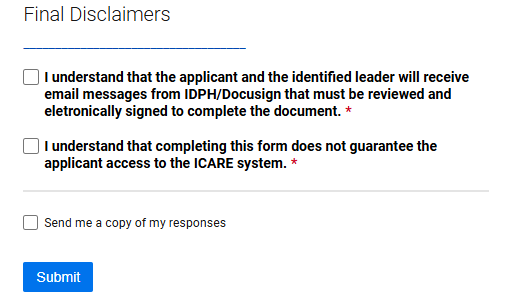 Final Disclaimers
I understand that the applicant and the identified leader will receive
email messages from IDPH/Docusign that must be reviewed and
eletronically signed to complete the document. *
I understand that completing this form does not guarantee the
applicant access to the ICARE system. *
Send me a copy of my responses
Submit